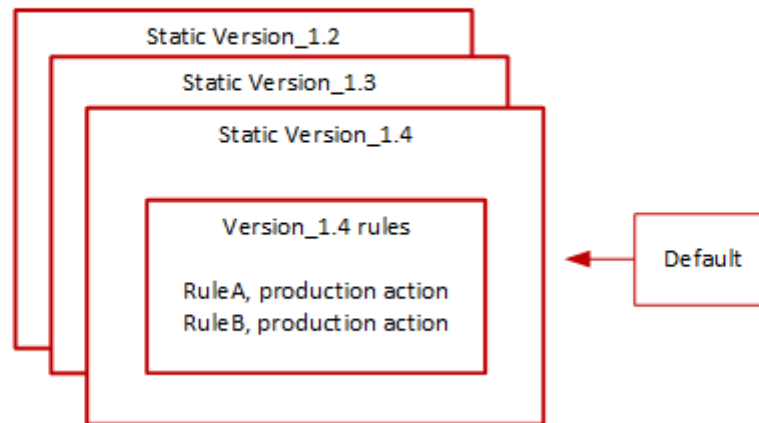 Static Version_1.2
Static Version_1.3
Static Version_1.4
Version_1.4 rules
RuleA, production action
RuleB, production action
Default